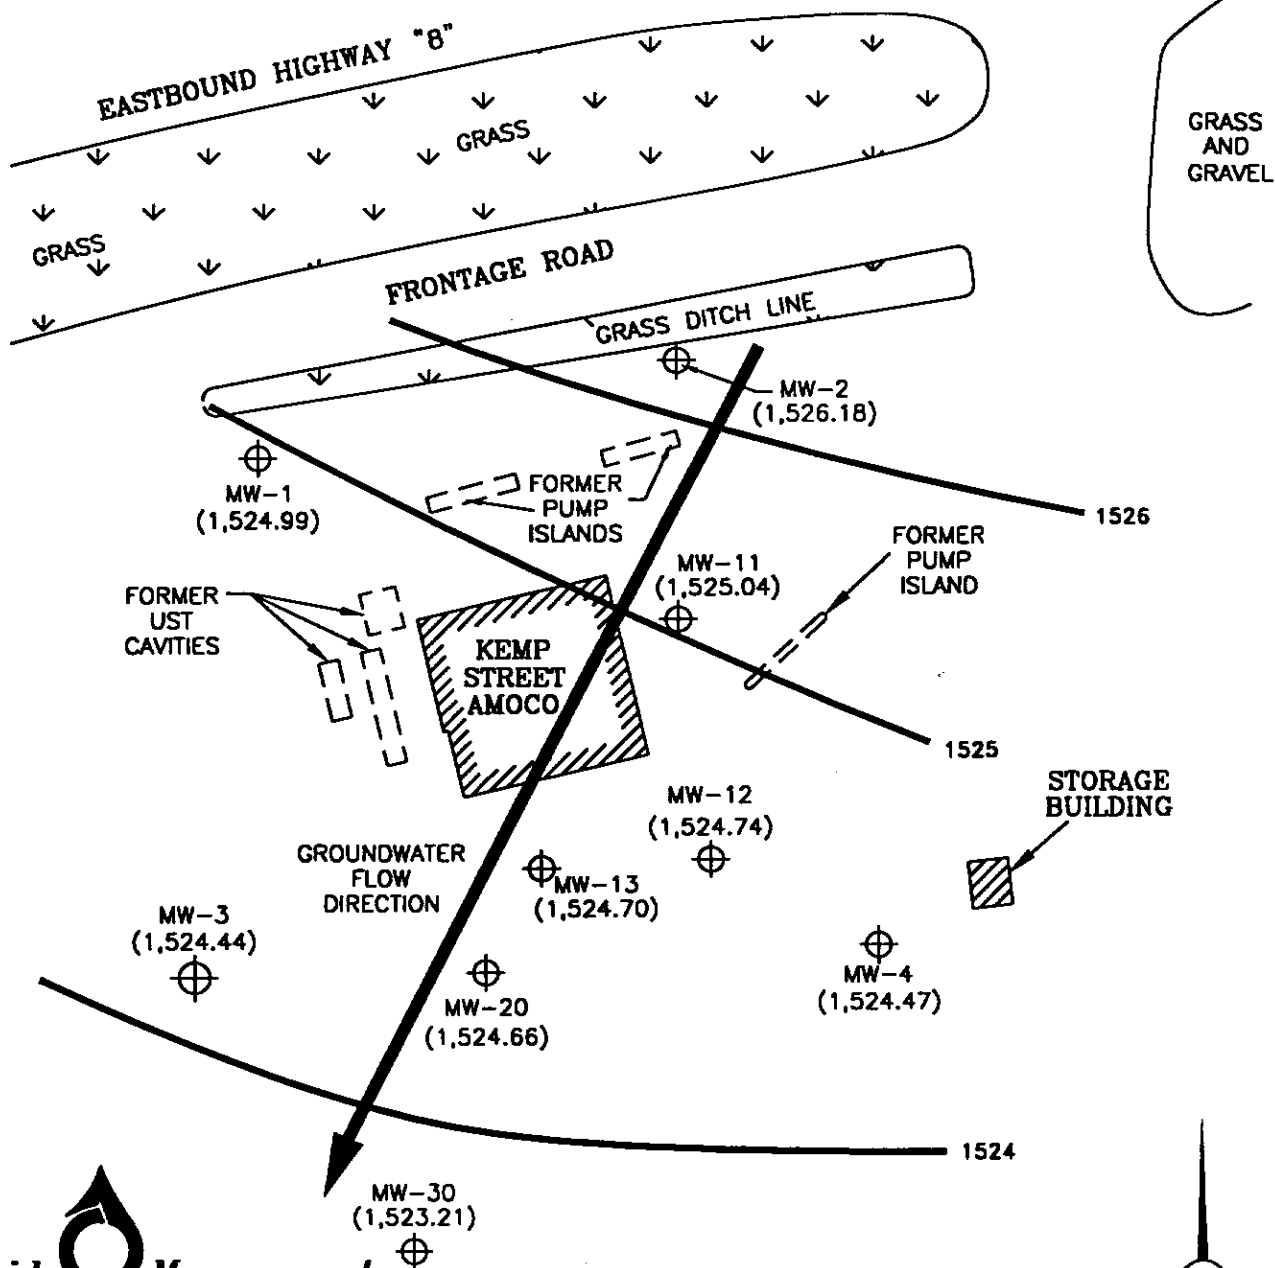 EASTBOUND HIGHWAY "8"
GRASS
GRASS
AND
GRAVEL
GRASS
FRONTAGE ROAD
GRASS DITCH LINE
MW-2
(1,526.18)
MW-1
(1,524.99)
FORMER
PUMP
ISLANDS
1526
FORMER
PUMP
ISLAND
MW-11
(1,525.04)
FORMER
UST
CAVITIES
KEMP
STREET
AMOCO
1525
STORAGE
BUILDING
MW-12
(1,524.74)
GROUNDWATER
FLOW
DIRECTION
MW-13
(1,524.70)
MW-3
(1,524.44)
MW-4
(1,524.47)
MW-20
(1,524.66)
1524
MW-30
(1,523.21)